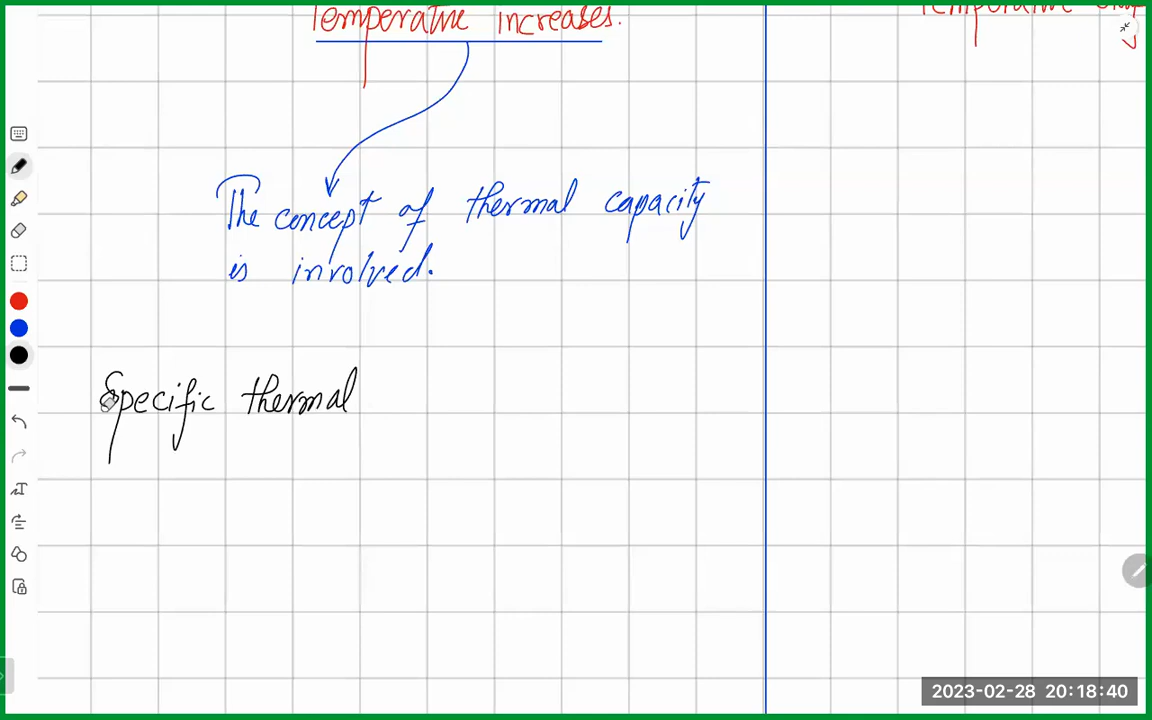 Temperature increases.
The concept of thermal capacity
is involved.
Specific thermal
2023-02-28 20:18:40